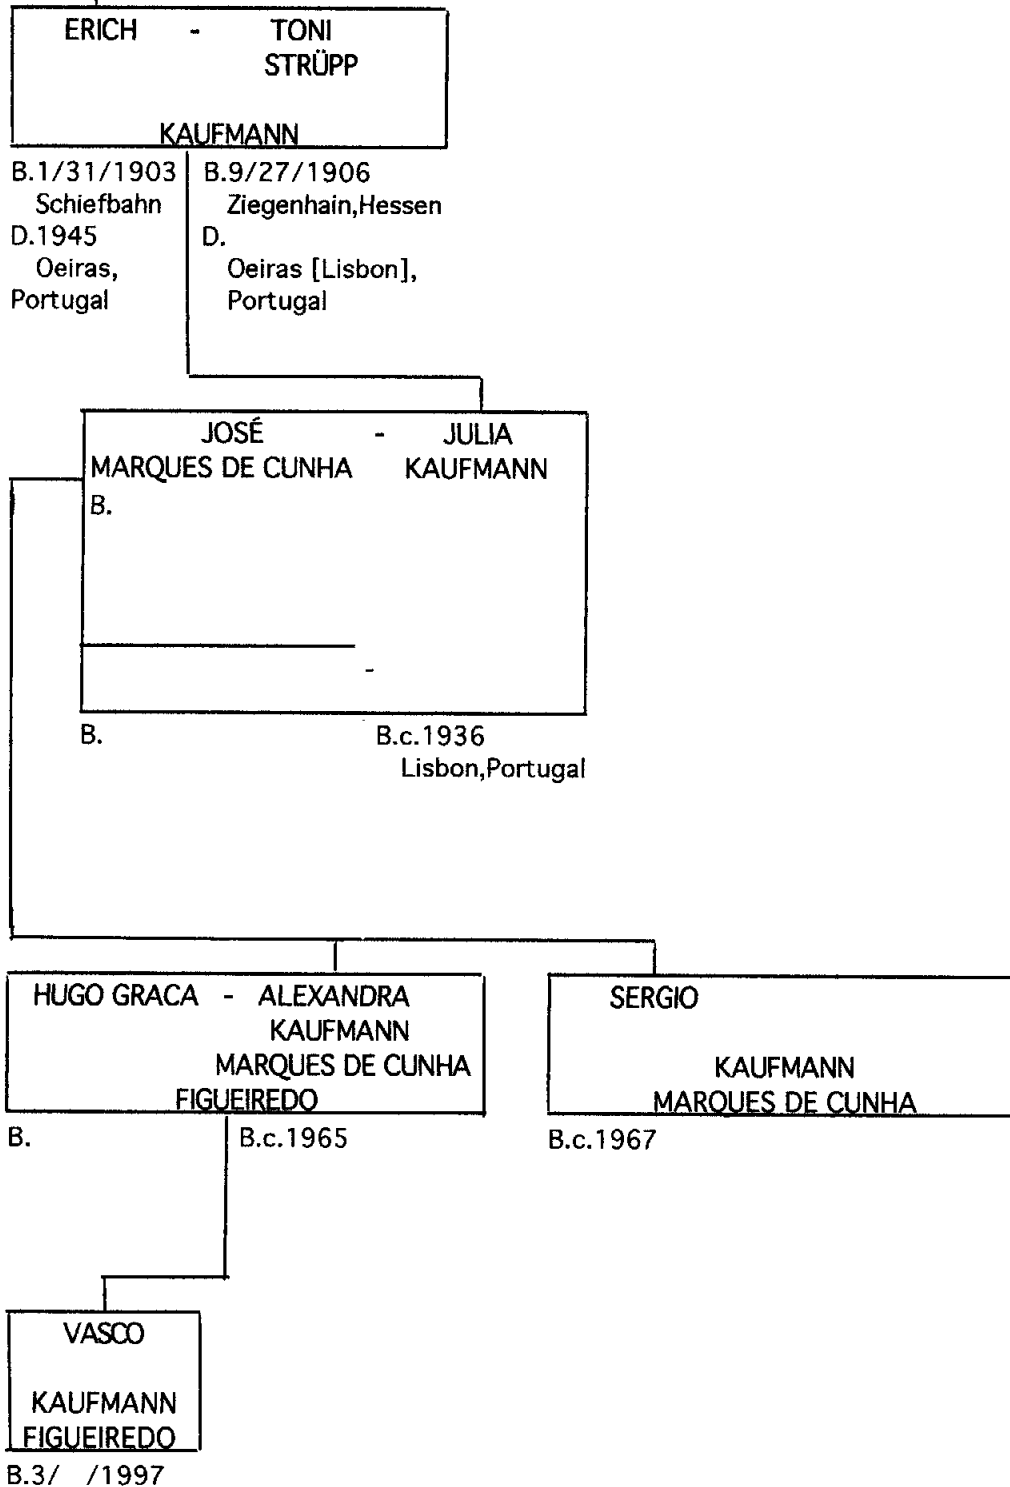 ERICH - TONI
STRÜPP
KAUFMANN
B.1/31/1903 B.9/27/1906
Schiefbahn Ziegenhain,Hessen
D.1945 D.
Oeiras, Oeiras [Lisbon],
Portugal Portugal
JOSÉ - JULIA
MARQUES DE CUNHA KAUFMANN
B.
-
B. B.c.1936
Lisbon,Portugal
HUGO GRACA - ALEXANDRA
KAUFMANN
MARQUES DE CUNHA
FIGUEIREDO
B. B.c.1965
SERGIO
KAUFMANN
MARQUES DE CUNHA
B.c.1967
VASCO
KAUFMANN
FIGUEIREDO
B.3/ /1997